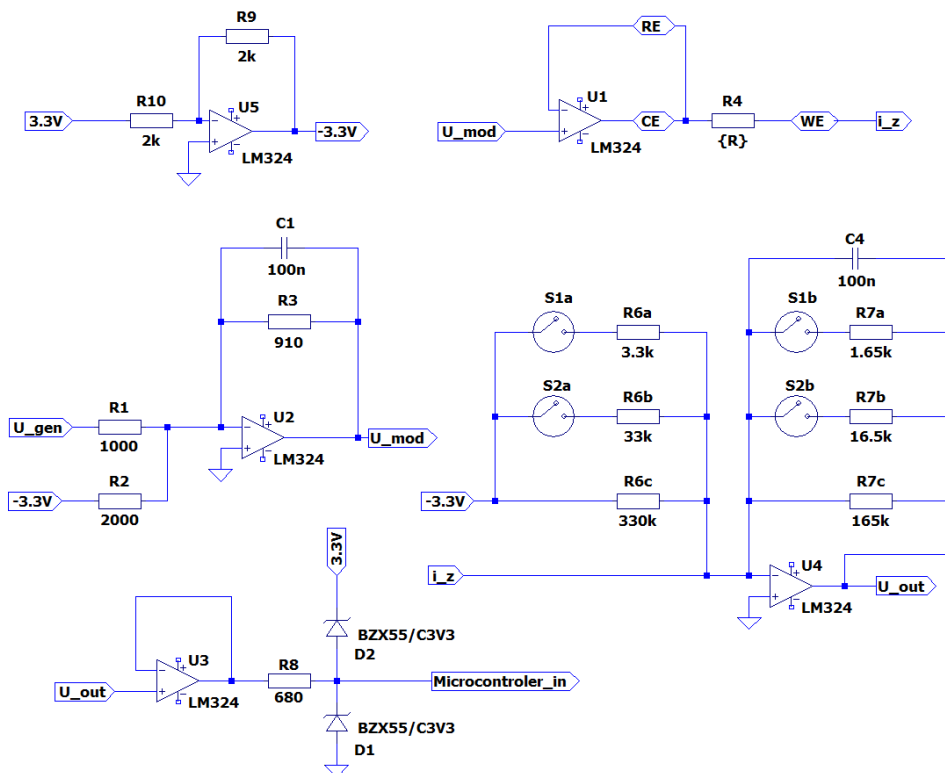 R9
2k
U5
R10
3.3V
2k
-3.3V
LM324
RE
U1
R4
U_mod
CE
WE
i_z
{R}
LM324
C1
100n
R3
910
R1
U_gen
1000
U2
U_mod
LM324
R2
-3.3V
2000
C4
100n
S1a
R6a
3.3k
S1b
R7a
1.65k
S2a
R6b
33k
S2b
R7b
16.5k
R6c
-3.3V
330k
R7c
165k
i_z
U4
U_out
LM324
3.3V
BZX55/C3V3
D2
U3
R8
U_out
680
LM324
Microcontroler_in
BZX55/C3V3
D1